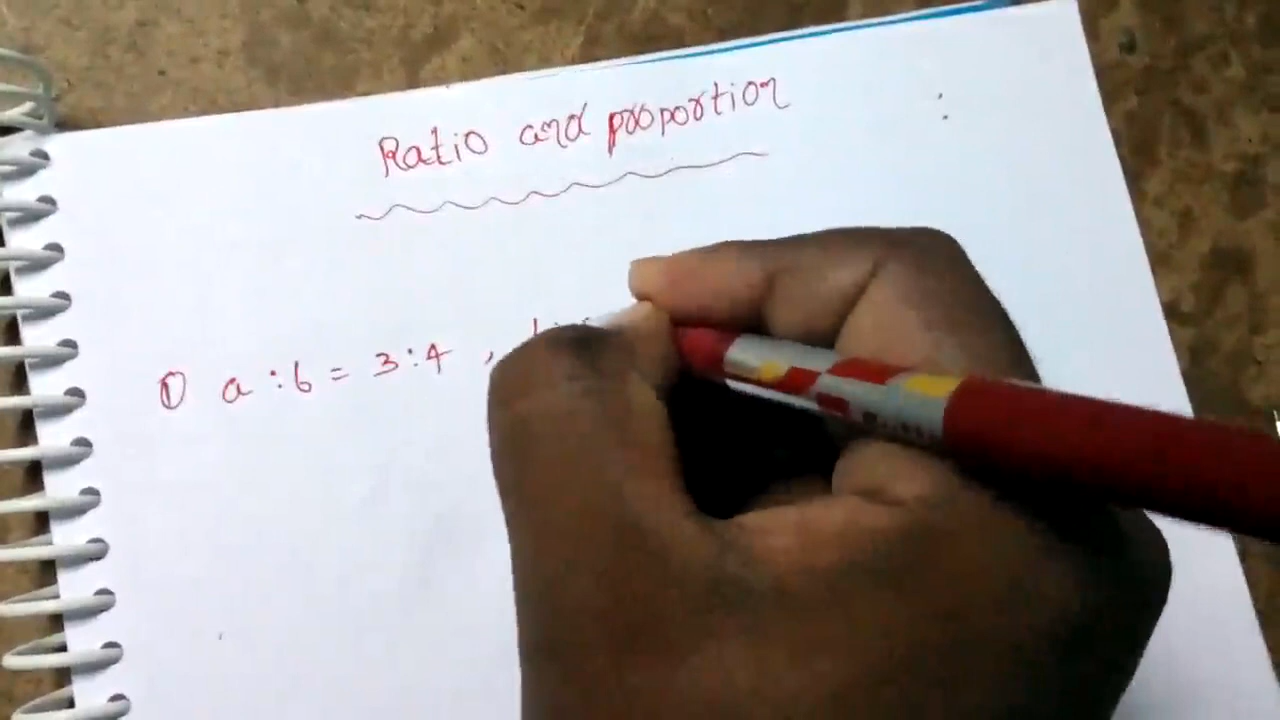 Ratio and proportion
① a : b = 3 : 4 ,